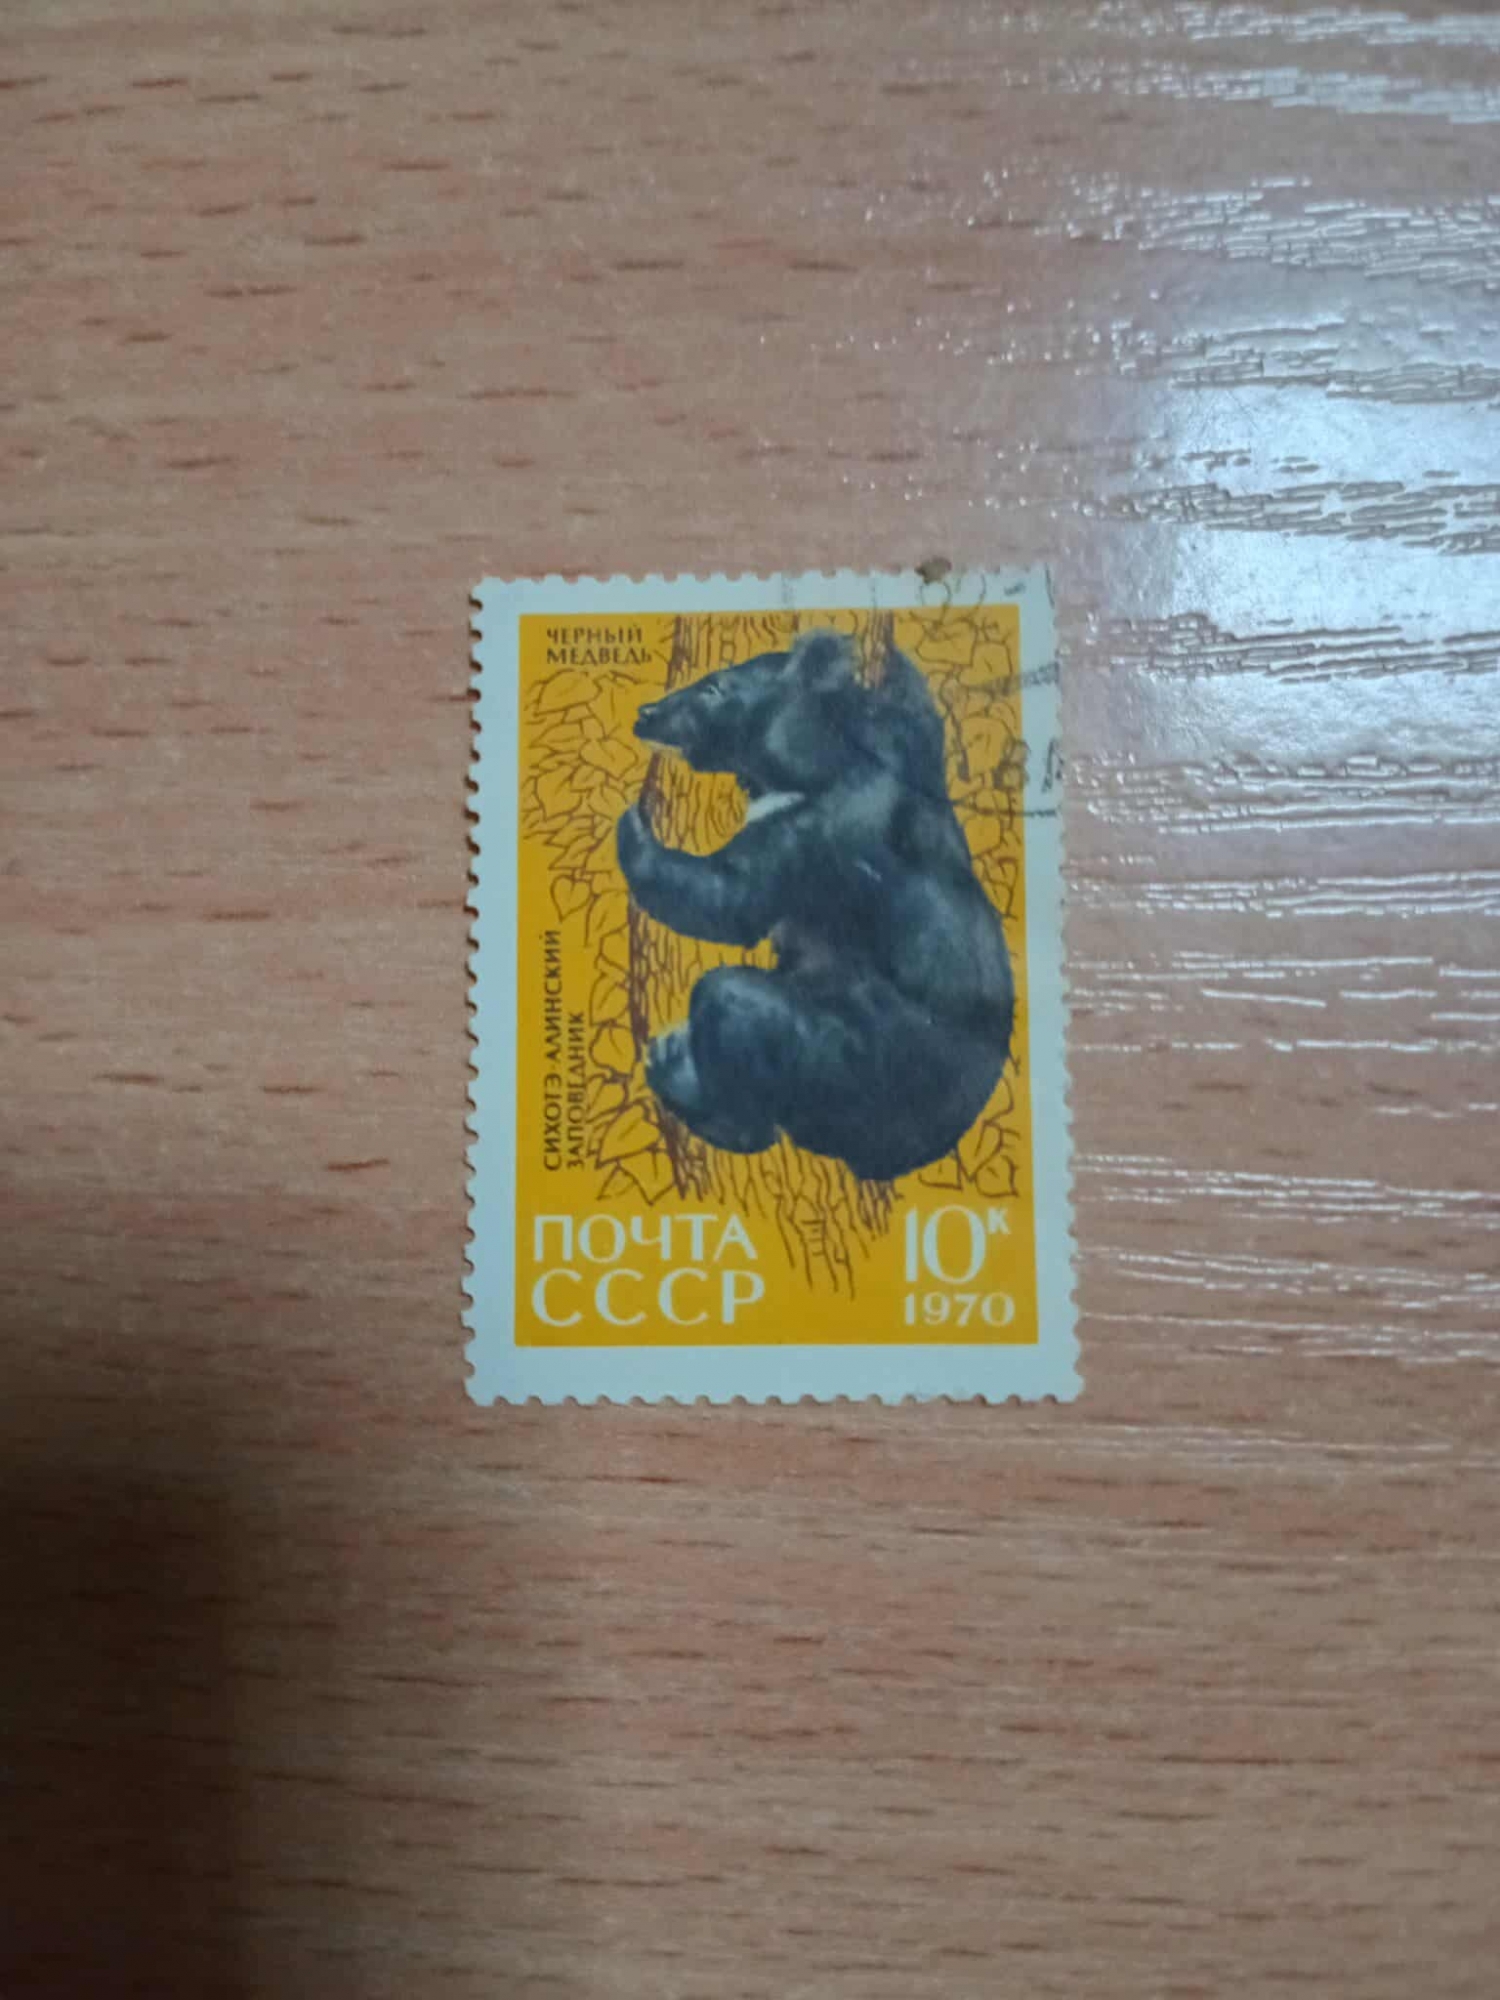 ЧЕРНЫЙ
МЕДВЕДЬ
СИХОТЭ-АЛИНСКИЙ
ЗАПОВЕДНИК
ПОЧТА
СССР
10К
1970